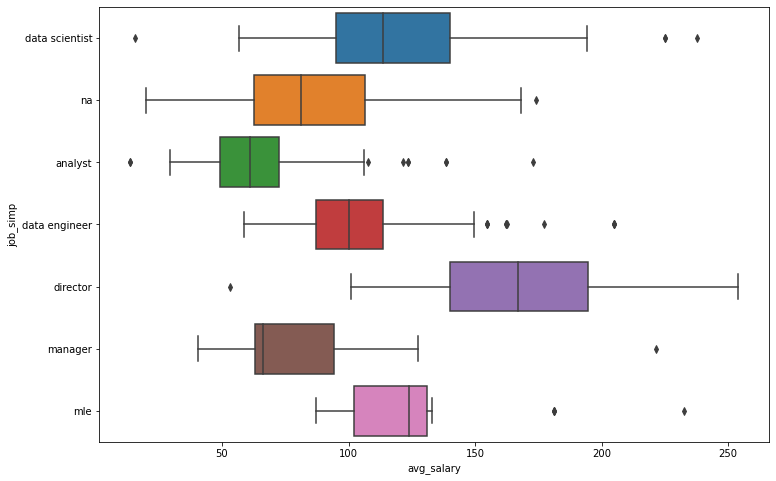 data scientist
na
analyst
data engineer
director
manager
mle
job_simp
50 100 150 200 250
avg_salary